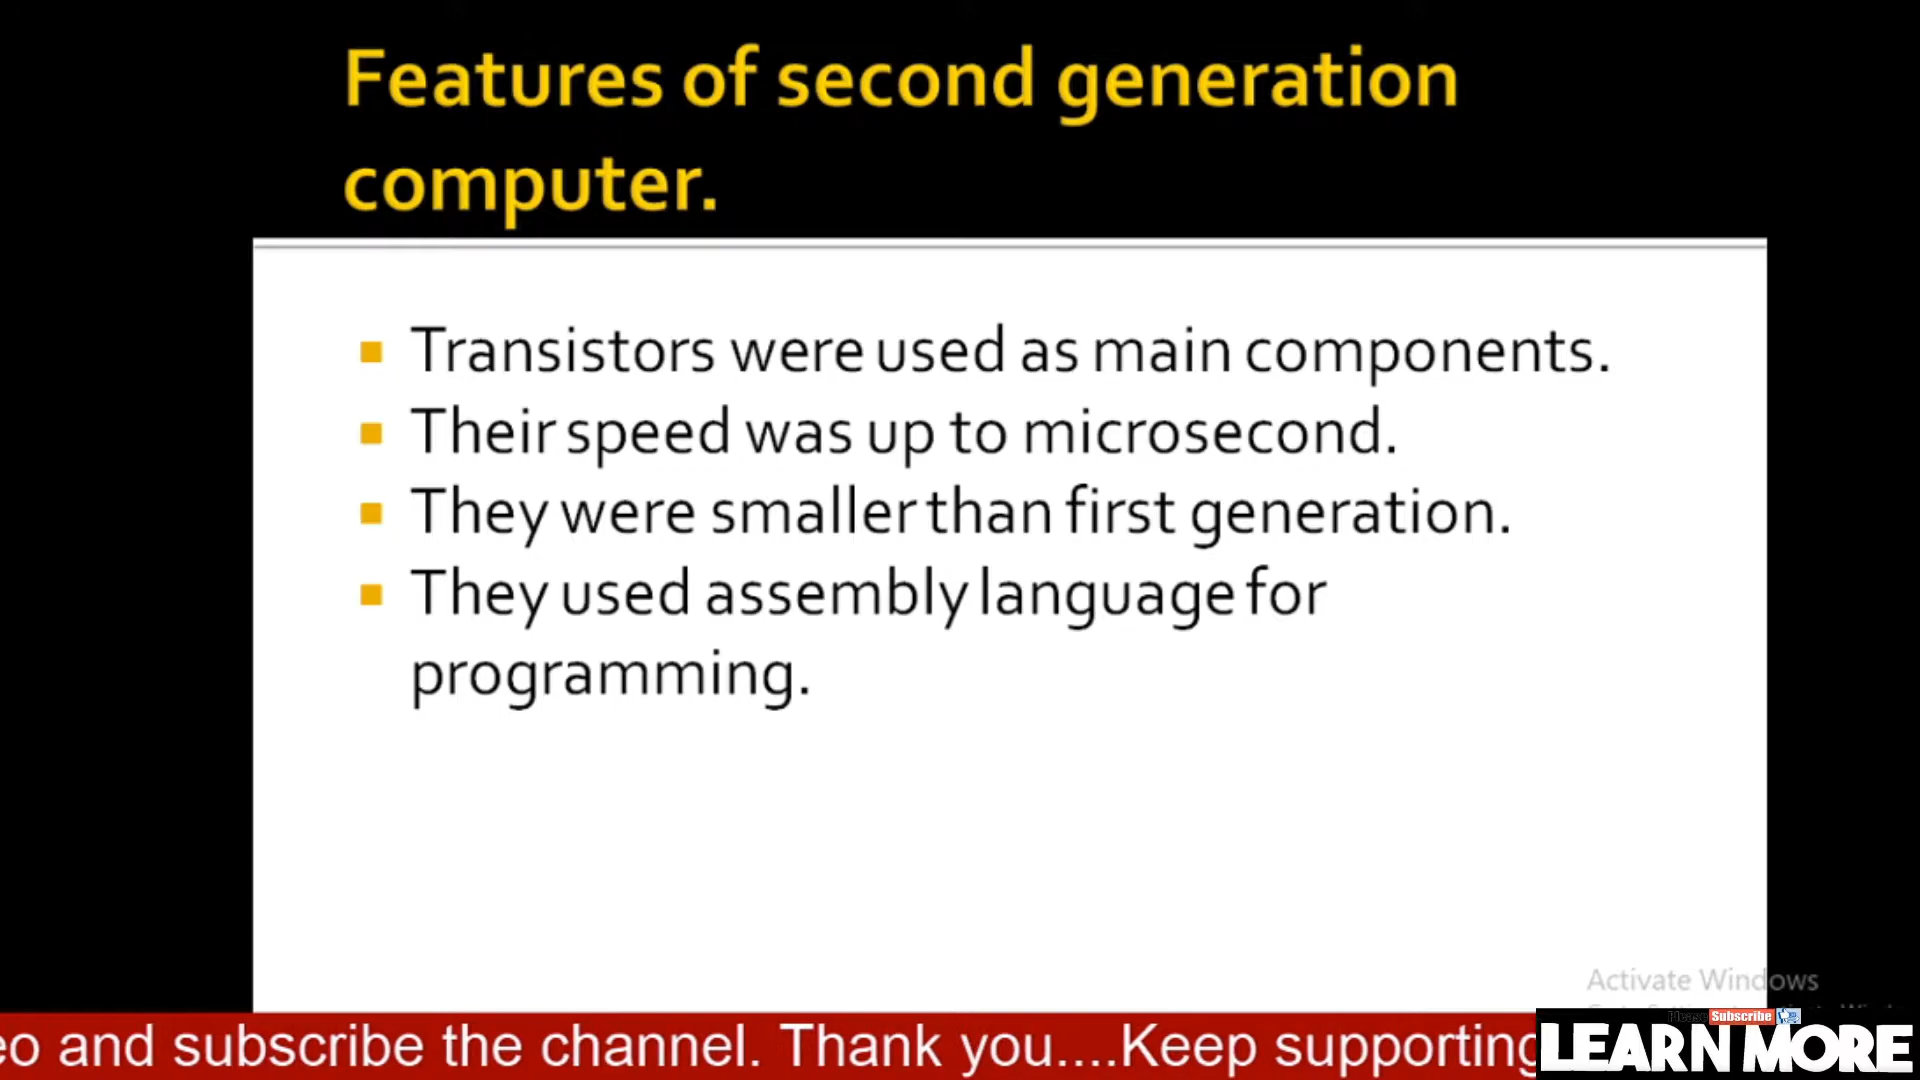 Features of second generation
computer.
Transistors were used as main components.
Their speed was up to microsecond.
They were smaller than first generation.
They used assembly language for
programming.
Activate Windows
Please Subscribe
eo and subscribe the channel. Thank you....Keep supporting
LEARN MORE